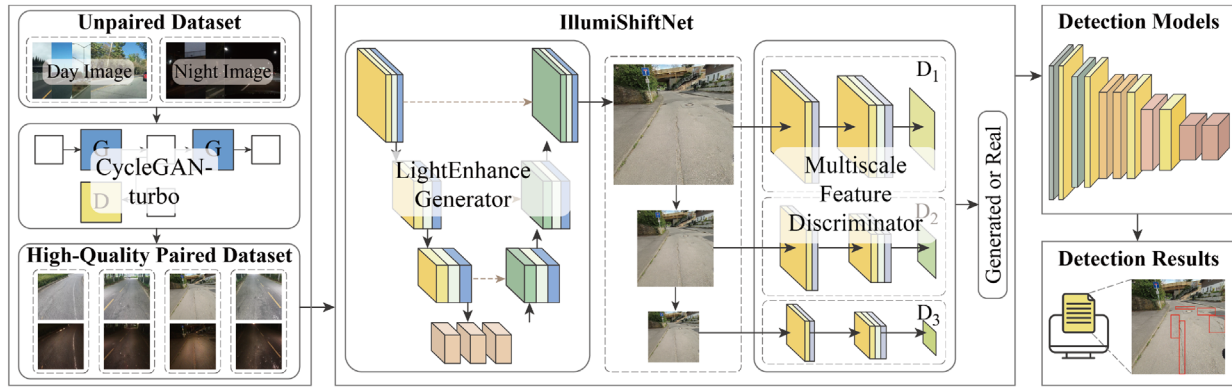 Unpaired Dataset
Day Image
Night Image
G
G
CycleGAN-
turbo
D
High-Quality Paired Dataset
IllumiShiftNet
LightEnhance
Generator
D1
Multiscale
Feature
Discriminator
D2
D3
Generated or Real
Detection Models
Detection Results